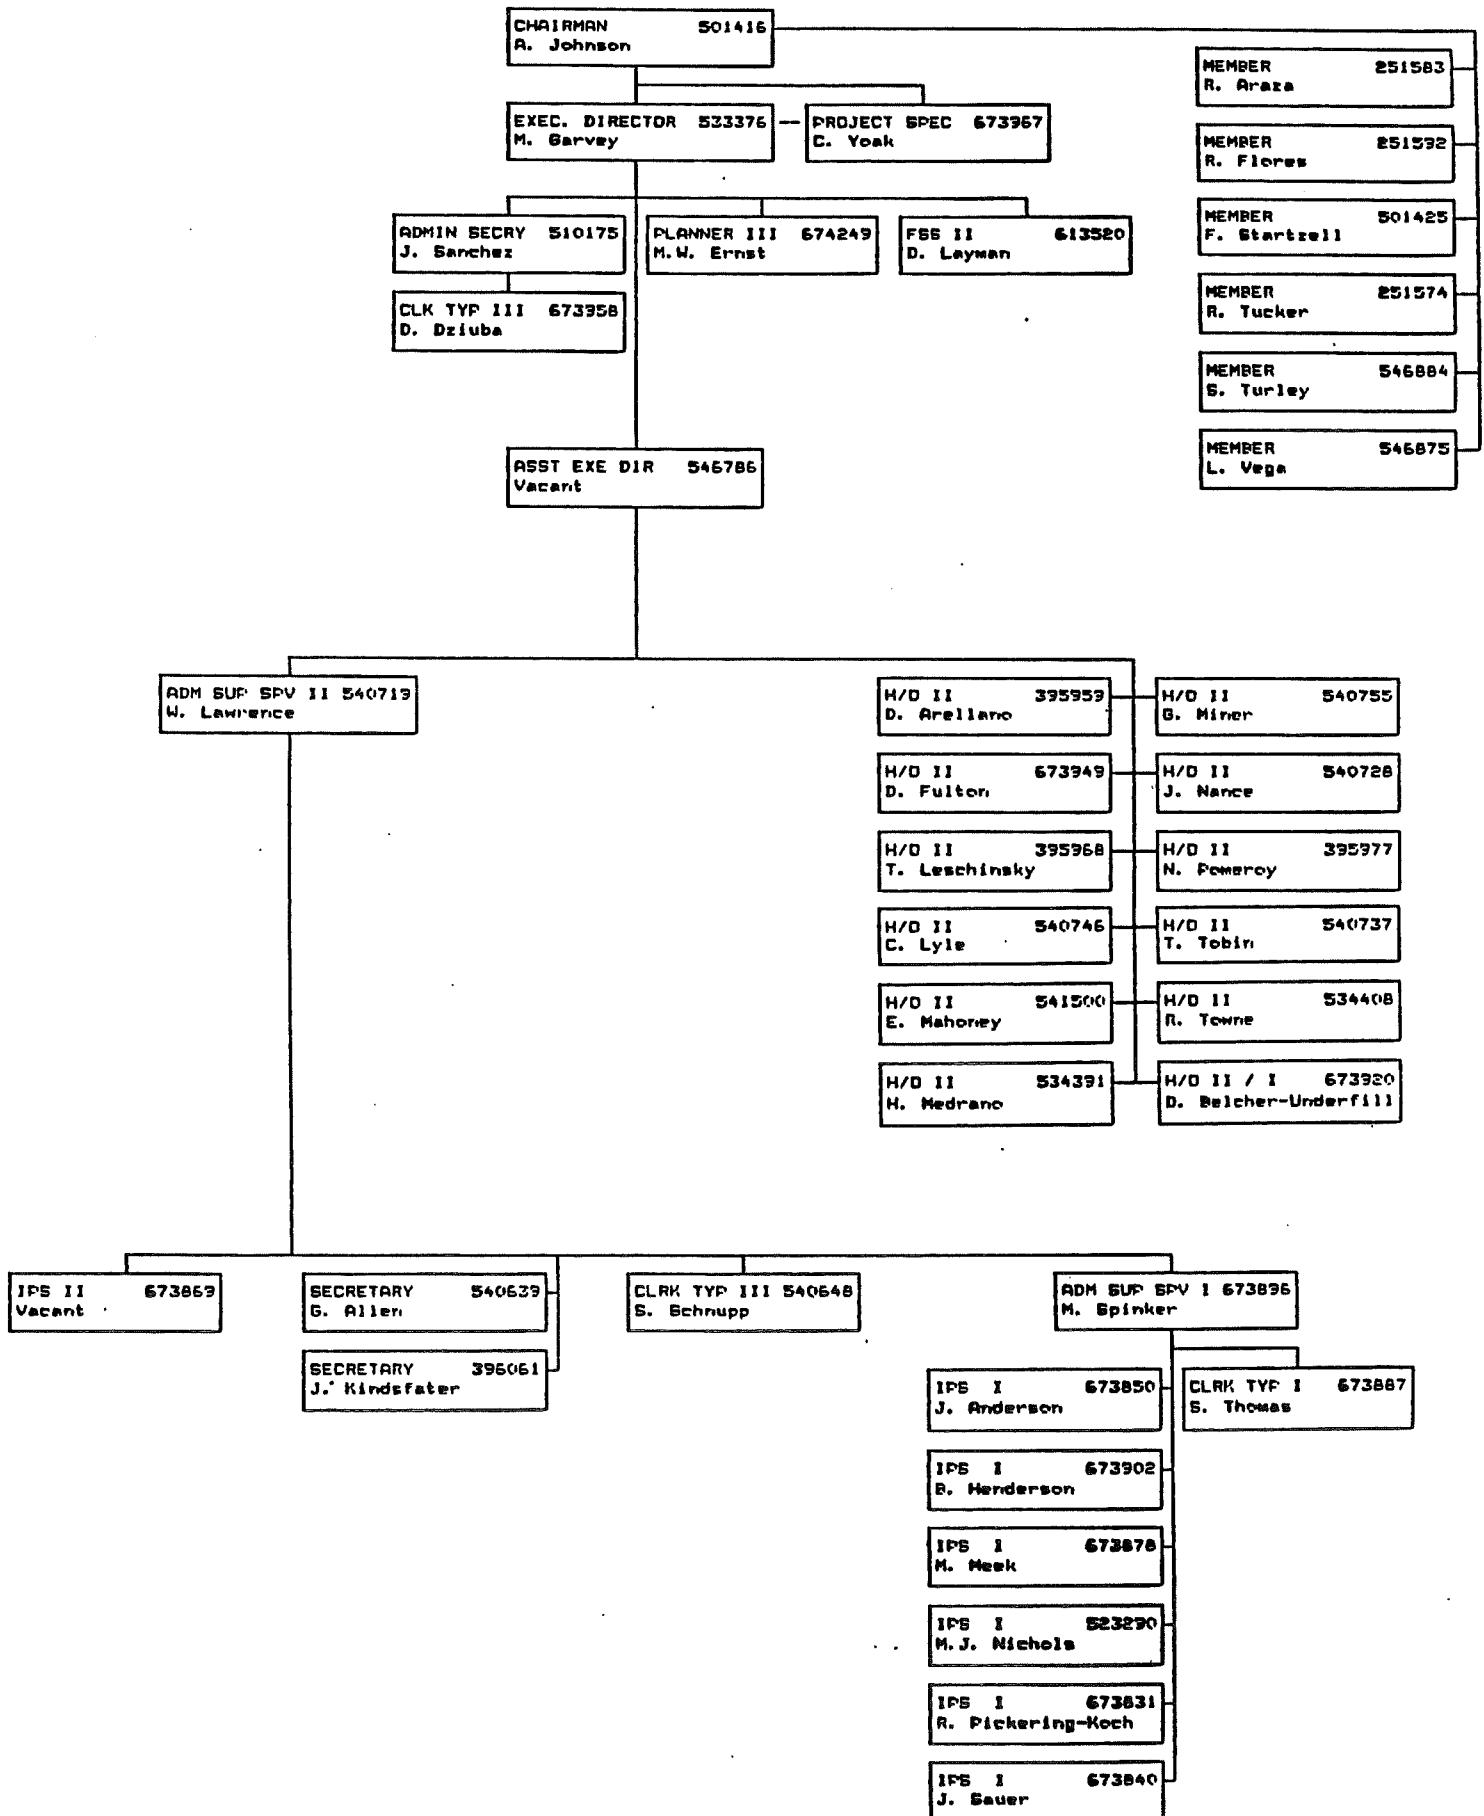 CHAIRMAN 501416
A. Johnson
MEMBER 251583
R. Araza
EXEC. DIRECTOR 533376 -- PROJECT SPEC 673967
M. Garvey C. Yoak
MEMBER 251592
R. Flores
MEMBER 501425
F. Startzell
ADMIN SECRY 510175
J. Sanchez
PLANNER III 674249
M.W. Ernst
FSS II 613520
D. Layman
CLK TYP III 673958
D. Dziuba
MEMBER 251574
R. Tucker
MEMBER 546884
S. Turley
MEMBER 546875
L. Vega
ASST EXE DIR 546786
Vacant
ADM SUP SPV II 540719
W. Lawrence
H/O II 395959
D. Arellano
H/O II 540755
G. Miner
H/O II 673949
D. Fulton
H/O II 540728
J. Nance
H/O II 395968
T. Leschinsky
H/O II 395977
N. Pomeroy
H/O II 540746
C. Lyle
H/O II 540737
T. Tobin
H/O II 541500
E. Mahoney
H/O II 534408
R. Towne
H/O II 534391
H. Medrano
H/O II / I 673920
D. Belcher-Underfill
IPS II 673869
Vacant
SECRETARY 540639
G. Allen
CLRK TYP III 540648
S. Schnupp
ADM SUP SPV I 673896
M. Spinker
SECRETARY 396061
J. Kindsfater
IPS I 673850
J. Anderson
CLRK TYP I 673887
S. Thomas
IPS I 673902
B. Henderson
IPS I 673878
M. Meek
IPS I 523290
M.J. Nichols
IPS I 673831
R. Pickering-Koch
IPS I 673840
J. Sauer